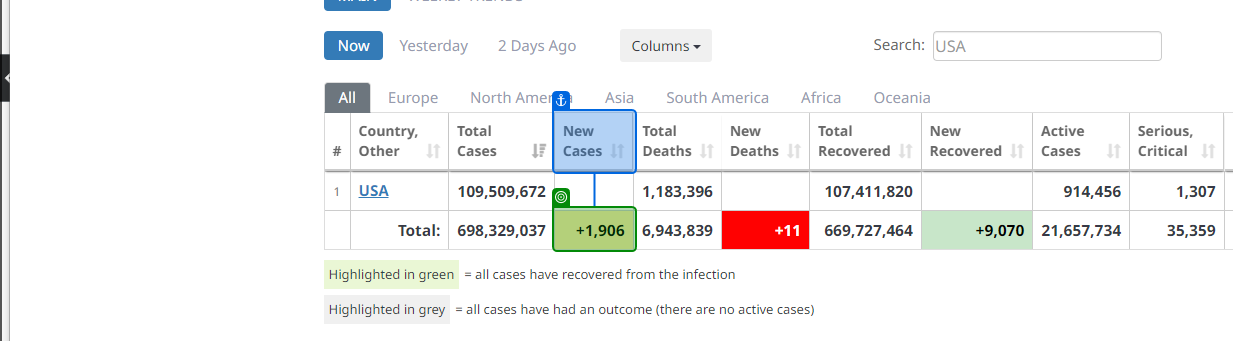 Now Yesterday 2 Days Ago Columns Search: USA
All Europe North Amer Asia South America Africa Oceania
# Country, Other Total Cases New Cases Total Deaths New Deaths Total Recovered New Recovered Active Cases Serious, Critical
1 USA 109,509,672 1,183,396 107,411,820 914,456 1,307
Total: 698,329,037 +1,906 6,943,839 +11 669,727,464 +9,070 21,657,734 35,359
Highlighted in green = all cases have recovered from the infection
Highlighted in grey = all cases have had an outcome (there are no active cases)